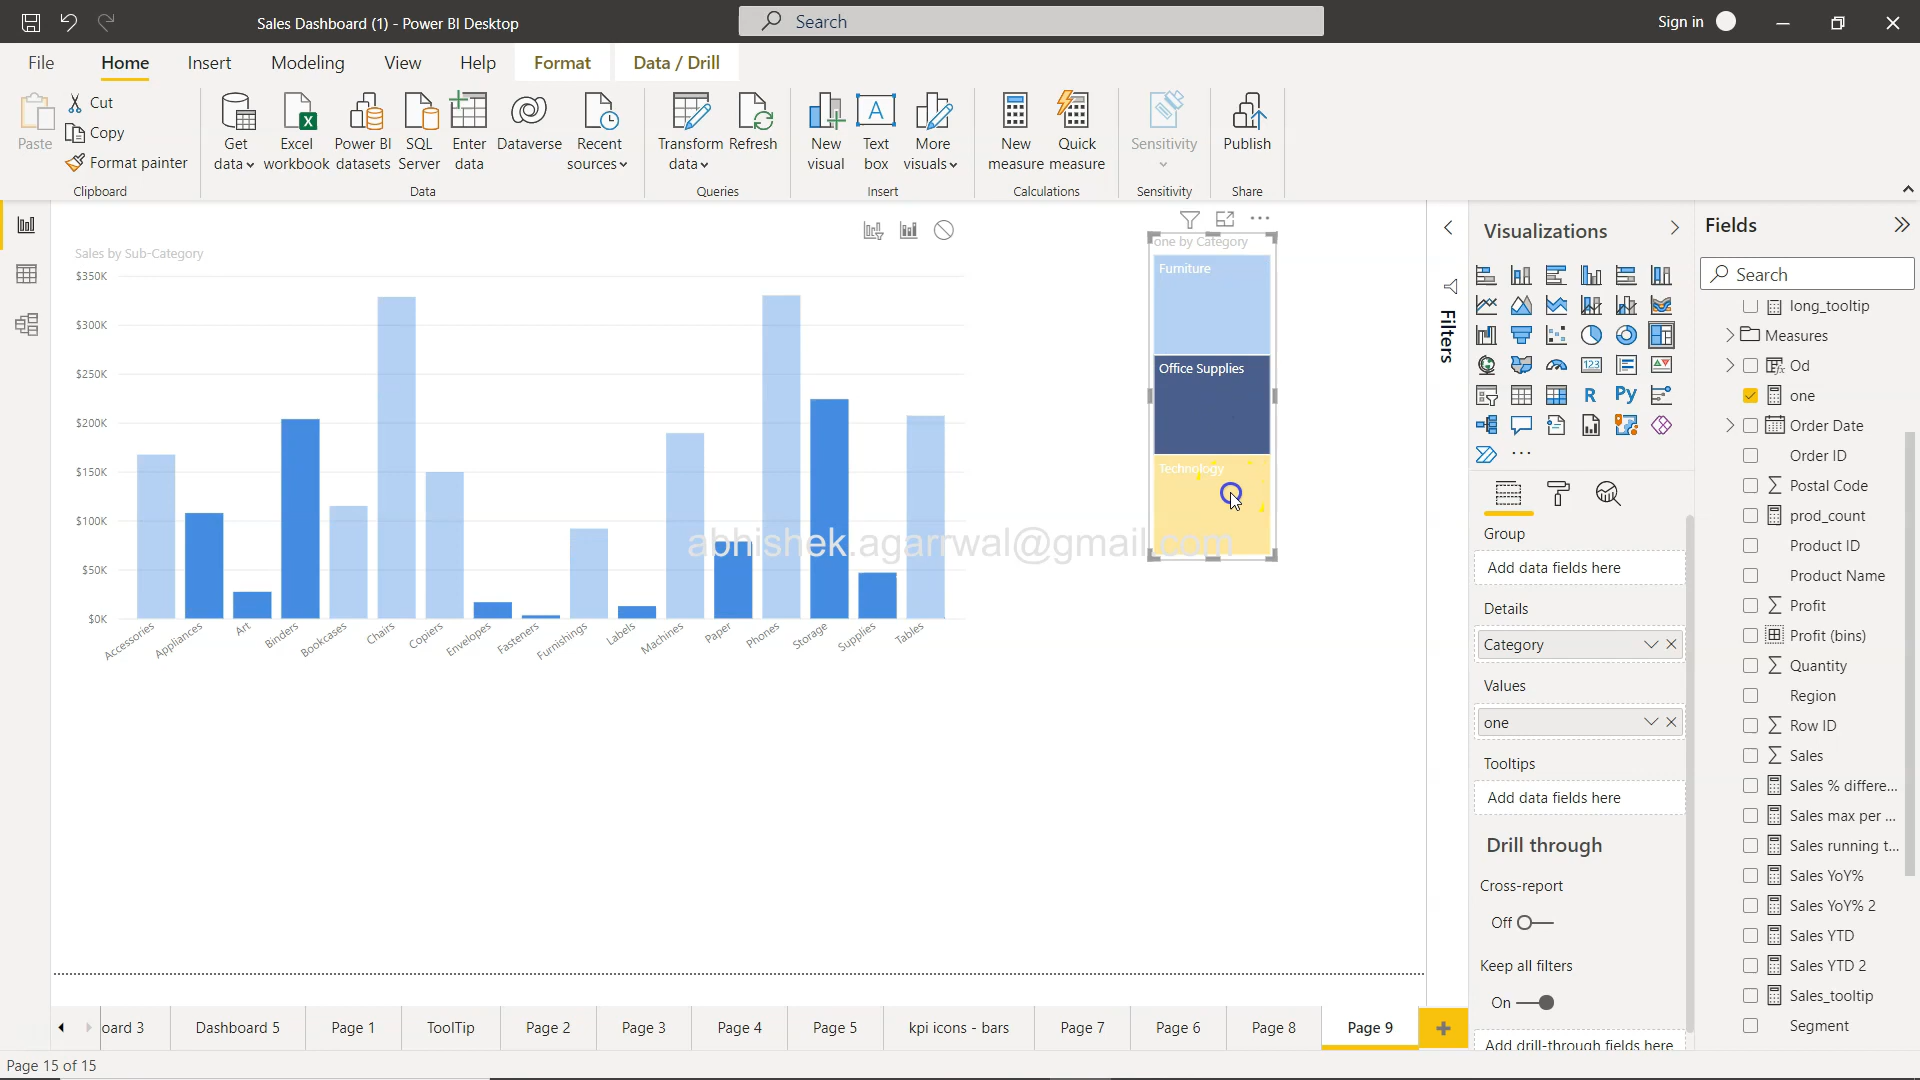 Sales Dashboard (1) - Power BI Desktop
Search
Sign in
File
Home
Insert
Modeling
View
Help
Format
Data / Drill
Paste
Cut
Copy
Format painter
Clipboard
Get
data
Excel
workbook
Power BI
datasets
SQL
Server
Enter
data
Dataverse
Recent
sources
Data
Transform
data
Refresh
Queries
New
visual
Text
box
More
visuals
Insert
New
measure
Quick
measure
Calculations
Sensitivity
Sensitivity
Publish
Share
Sales by Sub-Category
$350K
$300K
$250K
$200K
$150K
$100K
$50K
$0K
Accessories
Appliances
Art
Binders
Bookcases
Chairs
Copiers
Envelopes
Fasteners
Furnishings
Labels
Machines
Paper
Phones
Storage
Supplies
Tables
one by Category
Furniture
Office Supplies
Technology
abhishek.agarrwal@gmail.com
Filters
Visualizations
123
R
Py
Group
Add data fields here
Details
Category
Values
one
Tooltips
Add data fields here
Drill through
Cross-report
Off
Keep all filters
On
Add drill-through fields here
Fields
Search
long_tooltip
Measures
Od
one
Order Date
Order ID
Postal Code
prod_count
Product ID
Product Name
Profit
Profit (bins)
Quantity
Region
Row ID
Sales
Sales % differe...
Sales max per ...
Sales running t...
Sales YoY%
Sales YoY% 2
Sales YTD
Sales YTD 2
Sales_tooltip
Segment
oard 3
Dashboard 5
Page 1
ToolTip
Page 2
Page 3
Page 4
Page 5
kpi icons - bars
Page 7
Page 6
Page 8
Page 9
Page 15 of 15